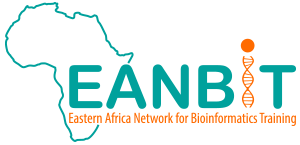 EANBiT
Eastern Africa Network for Bioinformatics Training